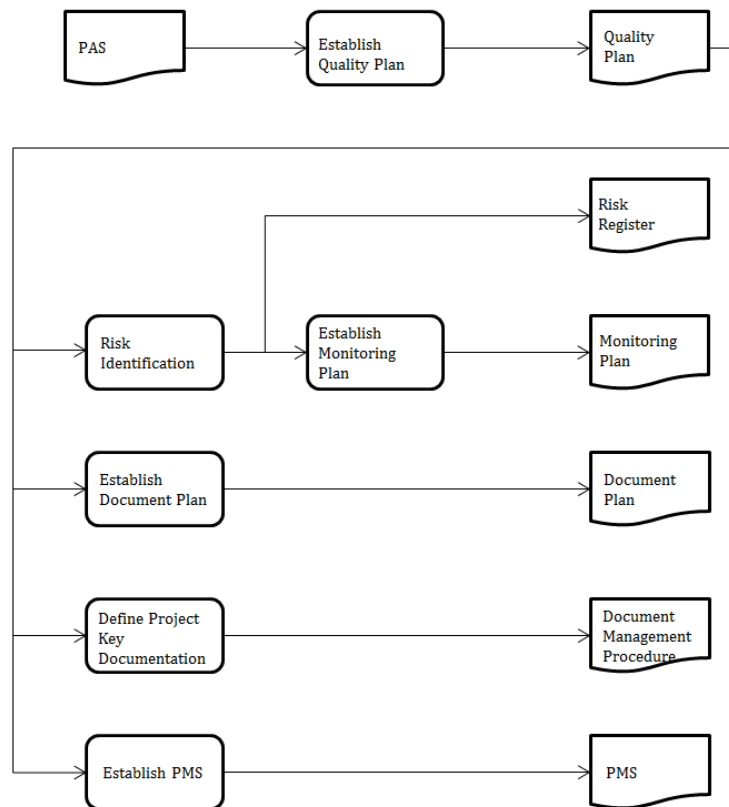 PAS
Establish
Quality Plan
Quality
Plan
Risk
Register
Risk
Identification
Establish
Monitoring
Plan
Monitoring
Plan
Establish
Document Plan
Document
Plan
Define Project
Key
Documentation
Document
Management
Procedure
Establish PMS
PMS